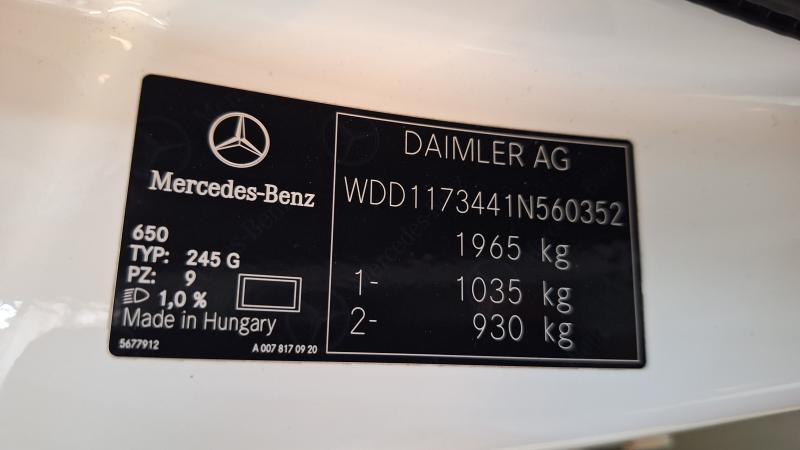 Mercedes-Benz
650
TYP: 245 G
PZ: 9
1,0 %
Made in Hungary
5677912 A 007 817 09 20
DAIMLER AG
WDD1173441N560352
1965 kg
1- 1035 kg
2- 930 kg